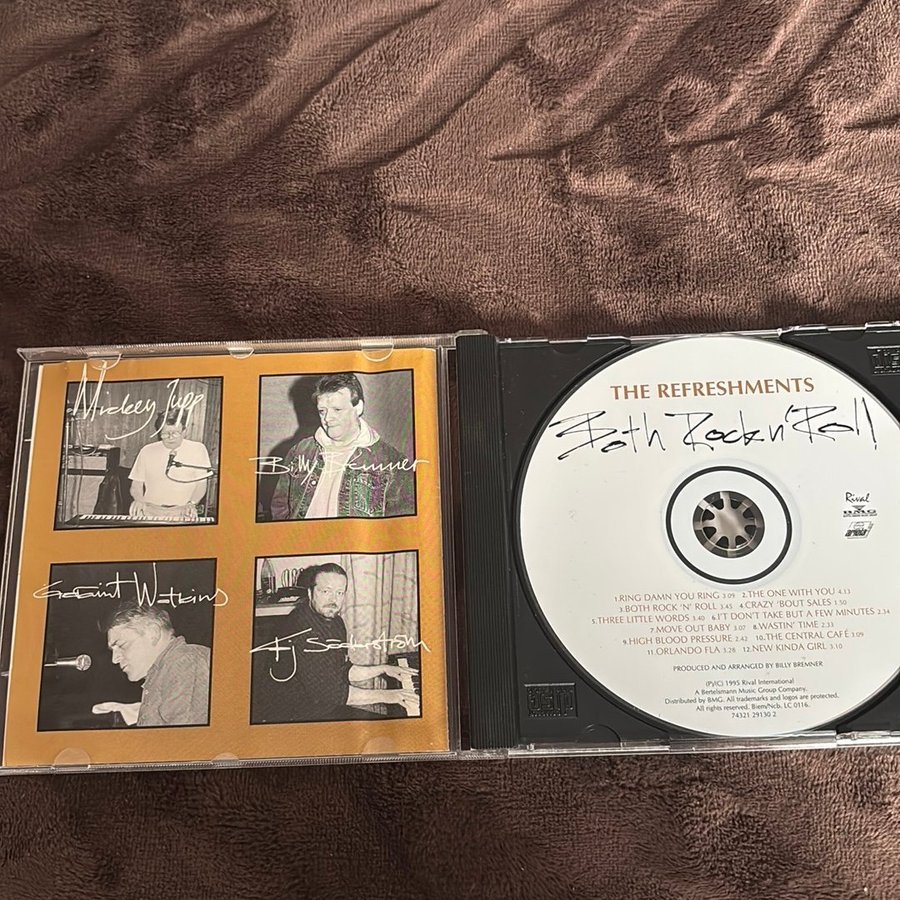 Mickey Jupp
Billy Bremner
Geraint Watkins
THE REFRESHMENTS
Both Rock n' Roll
Rival
BMG
ariola
1.RING DAMN YOU RING 3.09 2.THE ONE WITH YOU 4.13
3.BOTH ROCK 'N' ROLL 3.45 4.CRAZY 'BOUT SALES 1.50
5.THREE LITTLE WORDS 3.40 6.I'T DON'T TAKE BUT A FEW MINUTES 2.34
7.MOVE OUT BABY 3.07 8.WASTIN' TIME 2.33
9.HIGH BLOOD PRESSURE 2.42 10.THE CENTRAL CAFÉ 3.09
11.ORLANDO FLA 3.28 12.NEW KINDA GIRL 3.10
PRODUCED AND ARRANGED BY BILLY BREMNER
(P)/(C) 1995 Rival International
A Bertelsmann Music Group Company.
Distributed by BMG. All trademarks and logos are protected.
All rights reserved. Biem/Ncb. LC 0116.
74321 29130 2